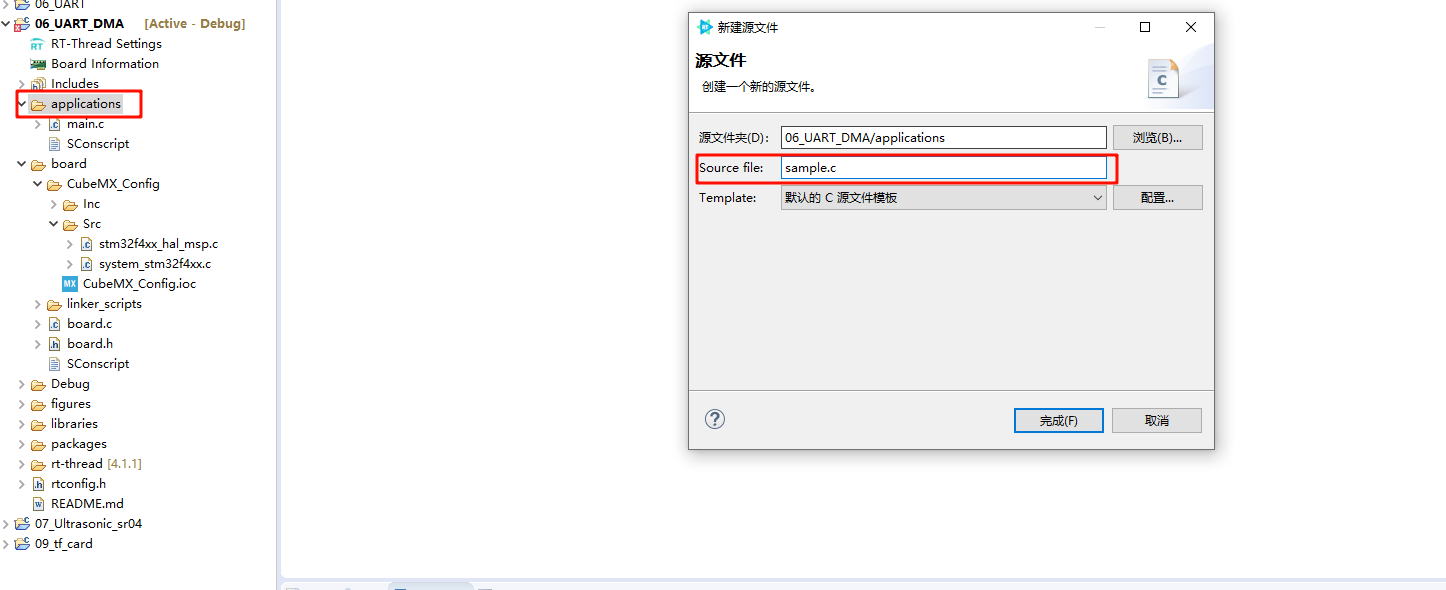 06_UART
06_UART_DMA [Active - Debug]
RT-Thread Settings
Board Information
Includes
applications
main.c
SConscript
board
CubeMX_Config
Inc
Src
stm32f4xx_hal_msp.c
system_stm32f4xx.c
MX CubeMX_Config.ioc
linker_scripts
board.c
board.h
SConscript
Debug
figures
libraries
packages
rt-thread [4.1.1]
rtconfig.h
README.md
07_Ultrasonic_sr04
09_tf_card
新建源文件
源文件
创建一个新的源文件。
源文件夹(D): 06_UART_DMA/applications 浏览(B)...
Source file: sample.c
Template: 默认的 C 源文件模板 配置...
完成(F) 取消